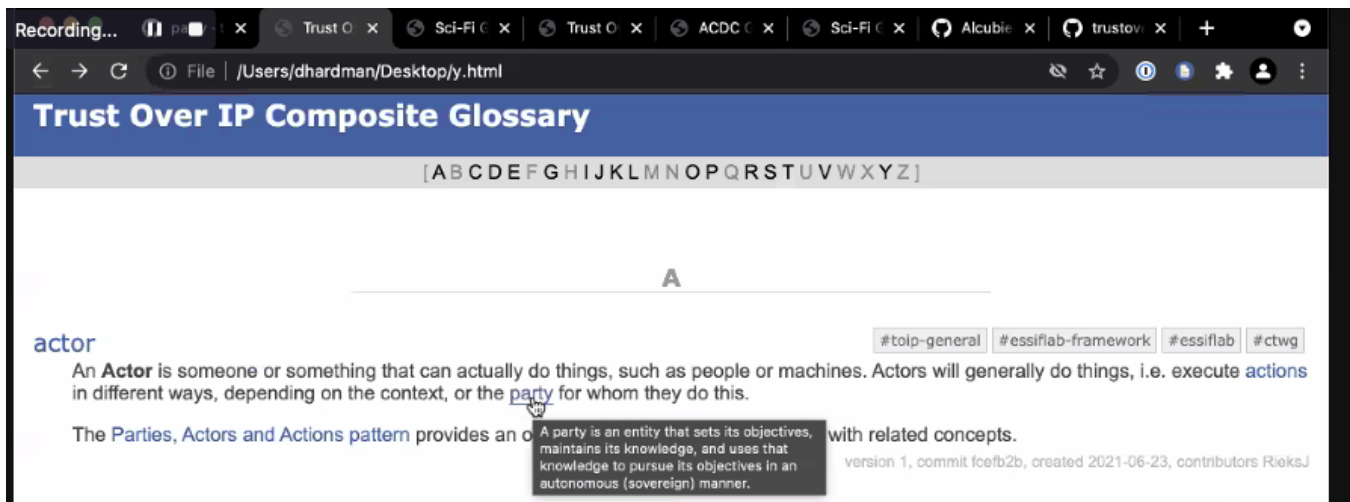 Recording... pa t Trust O Sci-Fi G Trust O ACDC G Sci-Fi G Alcubie trustov
File | /Users/dhardman/Desktop/y.html
Trust Over IP Composite Glossary
[ A B C D E F G H I J K L M N O P Q R S T U V W X Y Z ]
A
actor #toip-general #essiflab-framework #essiflab #ctwg
An Actor is someone or something that can actually do things, such as people or machines. Actors will generally do things, i.e. execute actions
in different ways, depending on the context, or the party for whom they do this.
The Parties, Actors and Actions pattern provides an o with related concepts.
A party is an entity that sets its objectives,
maintains its knowledge, and uses that
knowledge to pursue its objectives in an
autonomous (sovereign) manner.
version 1, commit fcefb2b, created 2021-06-23, contributors RieksJ